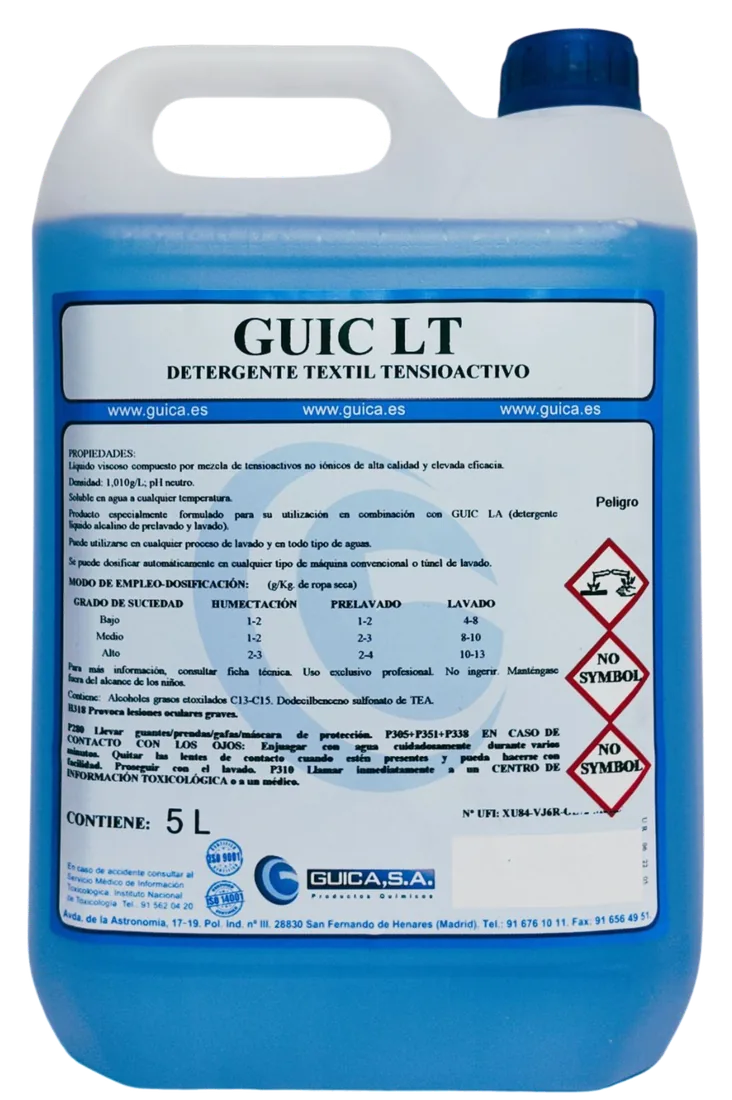 GUIC LT
DETERGENTE TEXTIL TENSIOACTIVO
www.guica.es www.guica.es www.guica.es
PROPIEDADES:
Líquido viscoso compuesto por mezcla de tensioactivos no iónicos de alta calidad y elevada eficacia.
Densidad: 1,010g/L; pH neutro.
Soluble en agua a cualquier temperatura.
Producto especialmente formulado para su utilización en combinación con GUIC LA (detergente
líquido alcalino de prelavado y lavado).
Puede utilizarse en cualquier proceso de lavado y en todo tipo de aguas.
Se puede dosificar automáticamente en cualquier tipo de máquina convencional o túnel de lavado.
MODO DE EMPLEO-DOSIFICACIÓN: (g/Kg. de ropa seca)
GRADO DE SUCIEDAD HUMECTACIÓN PRELAVADO LAVADO
Bajo 1-2 1-2 4-8
Medio 1-2 2-3 8-10
Alto 2-3 2-4 10-13
Para más información, consultar ficha técnica. Uso exclusivo profesional. No ingerir. Manténgase
fuera del alcance de los niños.
Contiene: Alcoholes grasos etoxilados C13-C15. Dodecilbenceno sulfonato de TEA.
H318 Provoca lesiones oculares graves.
P280 Llevar guantes/prendas/gafas/máscara de protección. P305+P351+P338 EN CASO DE
CONTACTO CON LOS OJOS: Enjuagar con agua cuidadosamente durante varios
minutos. Quitar las lentes de contacto cuando estén presentes y pueda hacerse con
facilidad. Proseguir con el lavado. P310 Llamar inmediatamente a un CENTRO DE
INFORMACIÓN TOXICOLÓGICA o a un médico.
Peligro
NO
SYMBOL
NO
SYMBOL
CONTIENE: 5 L
Nº UFI: XU84-VJ6R-
En caso de accidente consultar al
Servicio Médico de Información
Toxicológica. Instituto Nacional
de Toxicología Tel.: 91 562 04 20
ISO 9001
ISO 14001
GUICA, S.A.
Productos Químicos
Avda. de la Astronomía, 17-19. Pol. Ind. nº III. 28830 San Fernando de Henares (Madrid). Tel.: 91 676 10 11. Fax: 91 656 49 51.